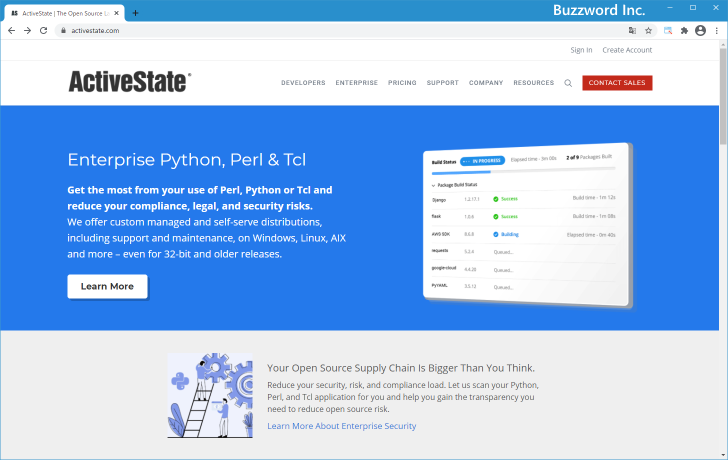 Buzzword Inc.
ActiveState | The Open Source La
activestate.com
Sign In Create Account
ActiveState®
DEVELOPERS ENTERPRISE PRICING SUPPORT COMPANY RESOURCES CONTACT SALES
Enterprise Python, Perl & Tcl
Get the most from your use of Perl, Python or Tcl and
reduce your compliance, legal, and security risks.
We offer custom managed and self-serve distributions,
including support and maintenance, on Windows, Linux, AIX
and more – even for 32-bit and older releases.
Learn More
Build Status IN PROGRESS Elapsed time - 3m 80s 2 of 9 Packages Built
Package Build Status
Django 1.2.17.1 Success Build time - 1m 12s
flask 1.0.6 Success Build time - 1m 08s
AWS SDK 8.6.8 Building Elapsed time - 0m 40s
requests 5.2.4 Queued...
google-cloud 4.4.20 Queued...
PyYAML 3.5.12 Queued...
Your Open Source Supply Chain Is Bigger Than You Think.
Reduce your security, risk, and compliance load. Let us scan your Python,
Perl, and Tcl application for you and help you gain the transparency you
need to reduce open source risk.
Learn More About Enterprise Security